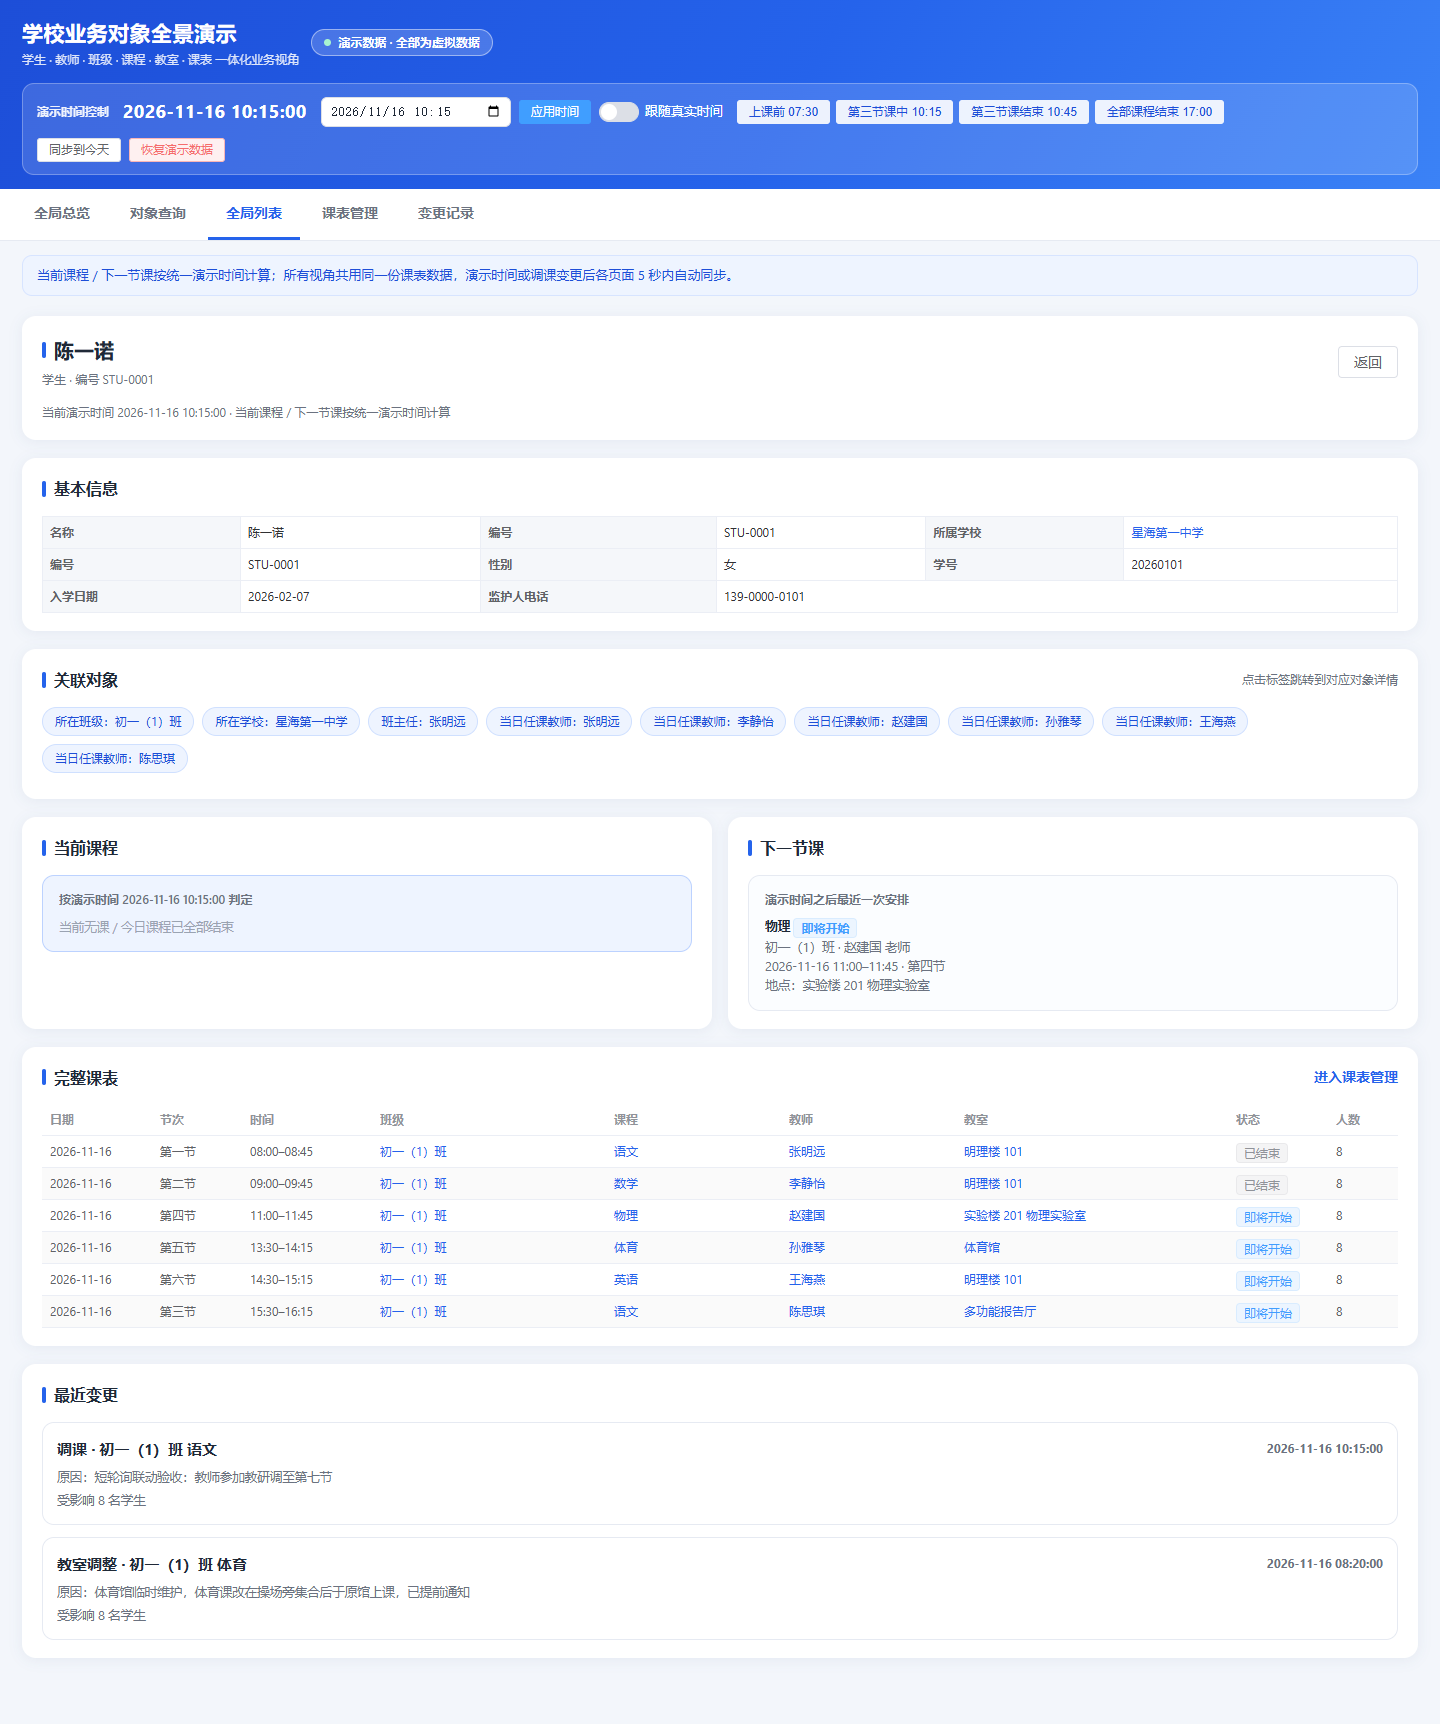 学校业务对象全景演示
学生 · 教师 · 班级 · 课程 · 教室 · 课表 一体化业务视角
演示数据 · 全部为虚拟数据
演示时间控制 2026-11-16 10:15:00 2026/11/16 10:15 应用时间 跟随真实时间 上课前 07:30 第三节课中 10:15 第三节课结束 10:45 全部课程结束 17:00
同步到今天 恢复演示数据
全局总览 对象查询 全局列表 课表管理 变更记录
当前课程 / 下一节课按统一演示时间计算；所有视角共用同一份课表数据，演示时间或调课变更后各页面 5 秒内自动同步。
陈一诺
学生 · 编号 STU-0001
当前演示时间 2026-11-16 10:15:00 · 当前课程 / 下一节课按统一演示时间计算
返回
基本信息
名称 陈一诺 编号 STU-0001 所属学校 星海第一中学
编号 STU-0001 性别 女 学号 20260101
入学日期 2026-02-07 监护人电话 139-0000-0101
关联对象
点击标签跳转到对应对象详情
所在班级：初一（1）班 所在学校：星海第一中学 班主任：张明远 当日任课教师：张明远 当日任课教师：李静怡 当日任课教师：赵建国 当日任课教师：孙雅琴 当日任课教师：王海燕
当日任课教师：陈思琪
当前课程
按演示时间 2026-11-16 10:15:00 判定
当前无课 / 今日课程已全部结束
下一节课
演示时间之后最近一次安排
物理 即将开始
初一（1）班 · 赵建国 老师
2026-11-16 11:00–11:45 · 第四节
地点：实验楼 201 物理实验室
完整课表
进入课表管理
日期 节次 时间 班级 课程 教师 教室 状态 人数
2026-11-16 第一节 08:00–08:45 初一（1）班 语文 张明远 明理楼 101 已结束 8
2026-11-16 第二节 09:00–09:45 初一（1）班 数学 李静怡 明理楼 101 已结束 8
2026-11-16 第四节 11:00–11:45 初一（1）班 物理 赵建国 实验楼 201 物理实验室 即将开始 8
2026-11-16 第五节 13:30–14:15 初一（1）班 体育 孙雅琴 体育馆 即将开始 8
2026-11-16 第六节 14:30–15:15 初一（1）班 英语 王海燕 明理楼 101 即将开始 8
2026-11-16 第三节 15:30–16:15 初一（1）班 语文 陈思琪 多功能报告厅 即将开始 8
最近变更
调课 · 初一（1）班 语文
2026-11-16 10:15:00
原因：短轮询联动验收：教师参加教研调至第七节
受影响 8 名学生
教室调整 · 初一（1）班 体育
2026-11-16 08:20:00
原因：体育馆临时维护，体育课改在操场旁集合后于原馆上课，已提前通知
受影响 8 名学生